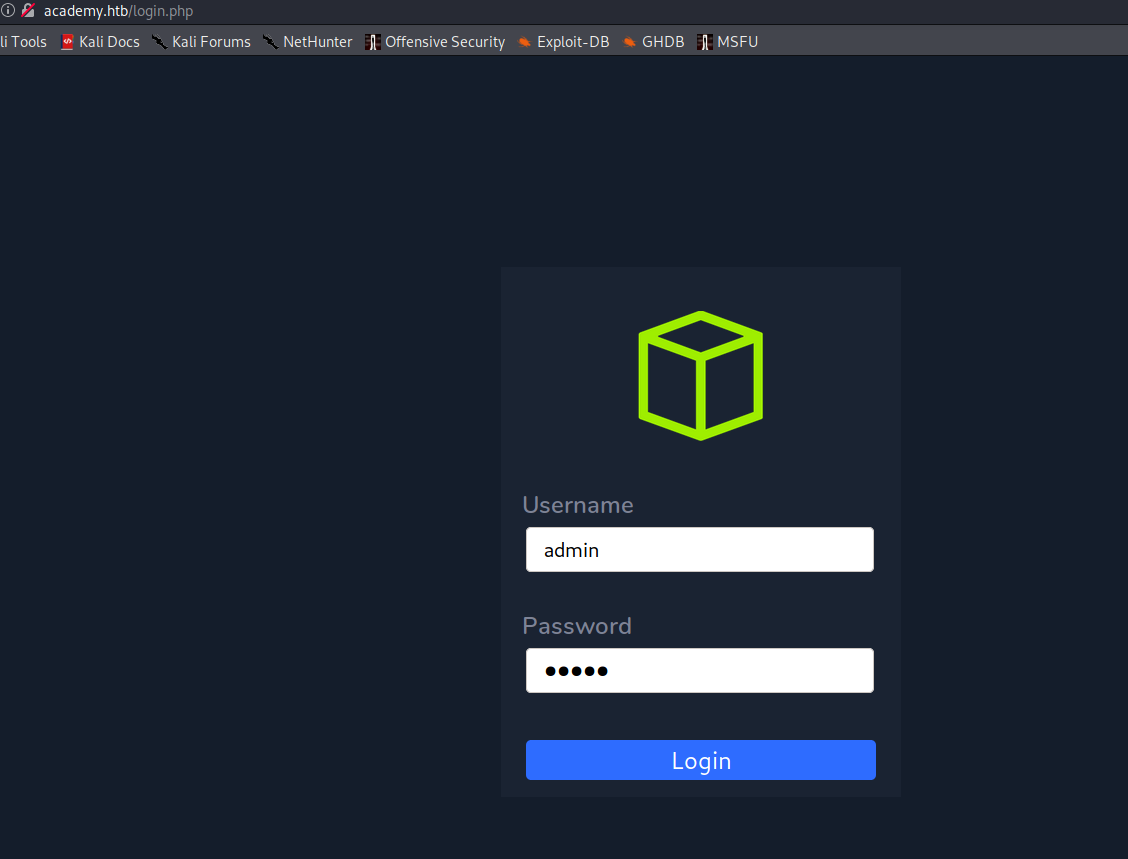 academy.htb/login.php
li Tools Kali Docs Kali Forums NetHunter Offensive Security Exploit-DB GHDB MSFU
Username
admin
Password
●●●●●
Login